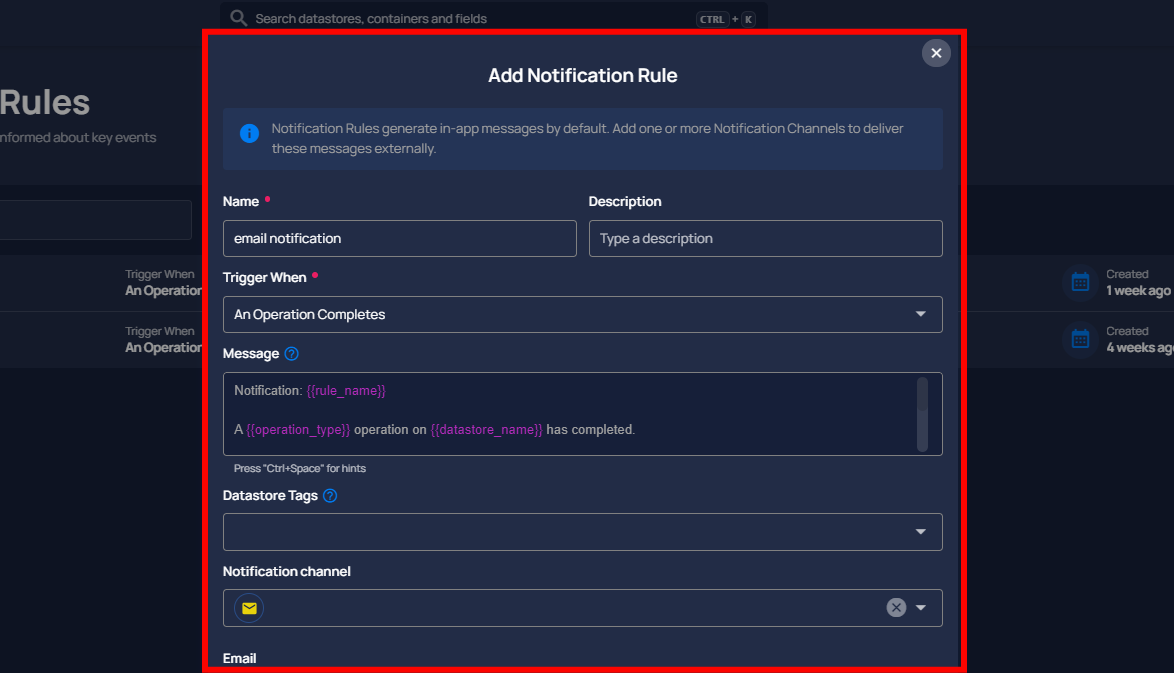 Search datastores, containers and fields
CTRL + K
Add Notification Rule
Rules
nformed about key events
Notification Rules generate in-app messages by default. Add one or more Notification Channels to deliver
these messages externally.
Name
Description
email notification
Type a description
Trigger When
An Operation Completes
Trigger When
An Operation
Created
1 week ago
Trigger When
An Operation
Created
4 weeks ago
Message
Notification: {{rule_name}}
A {{operation_type}} operation on {{datastore_name}} has completed.
Press "Ctrl+Space" for hints
Datastore Tags
Notification channel
Email